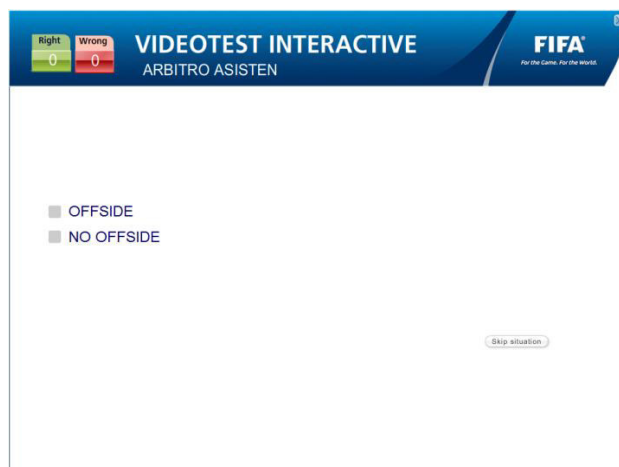 Right Wrong
0 0
VIDEOTEST INTERACTIVE
ARBITRO ASISTEN
FIFA®
For the Game. For the World.
OFFSIDE
NO OFFSIDE
Skip situation